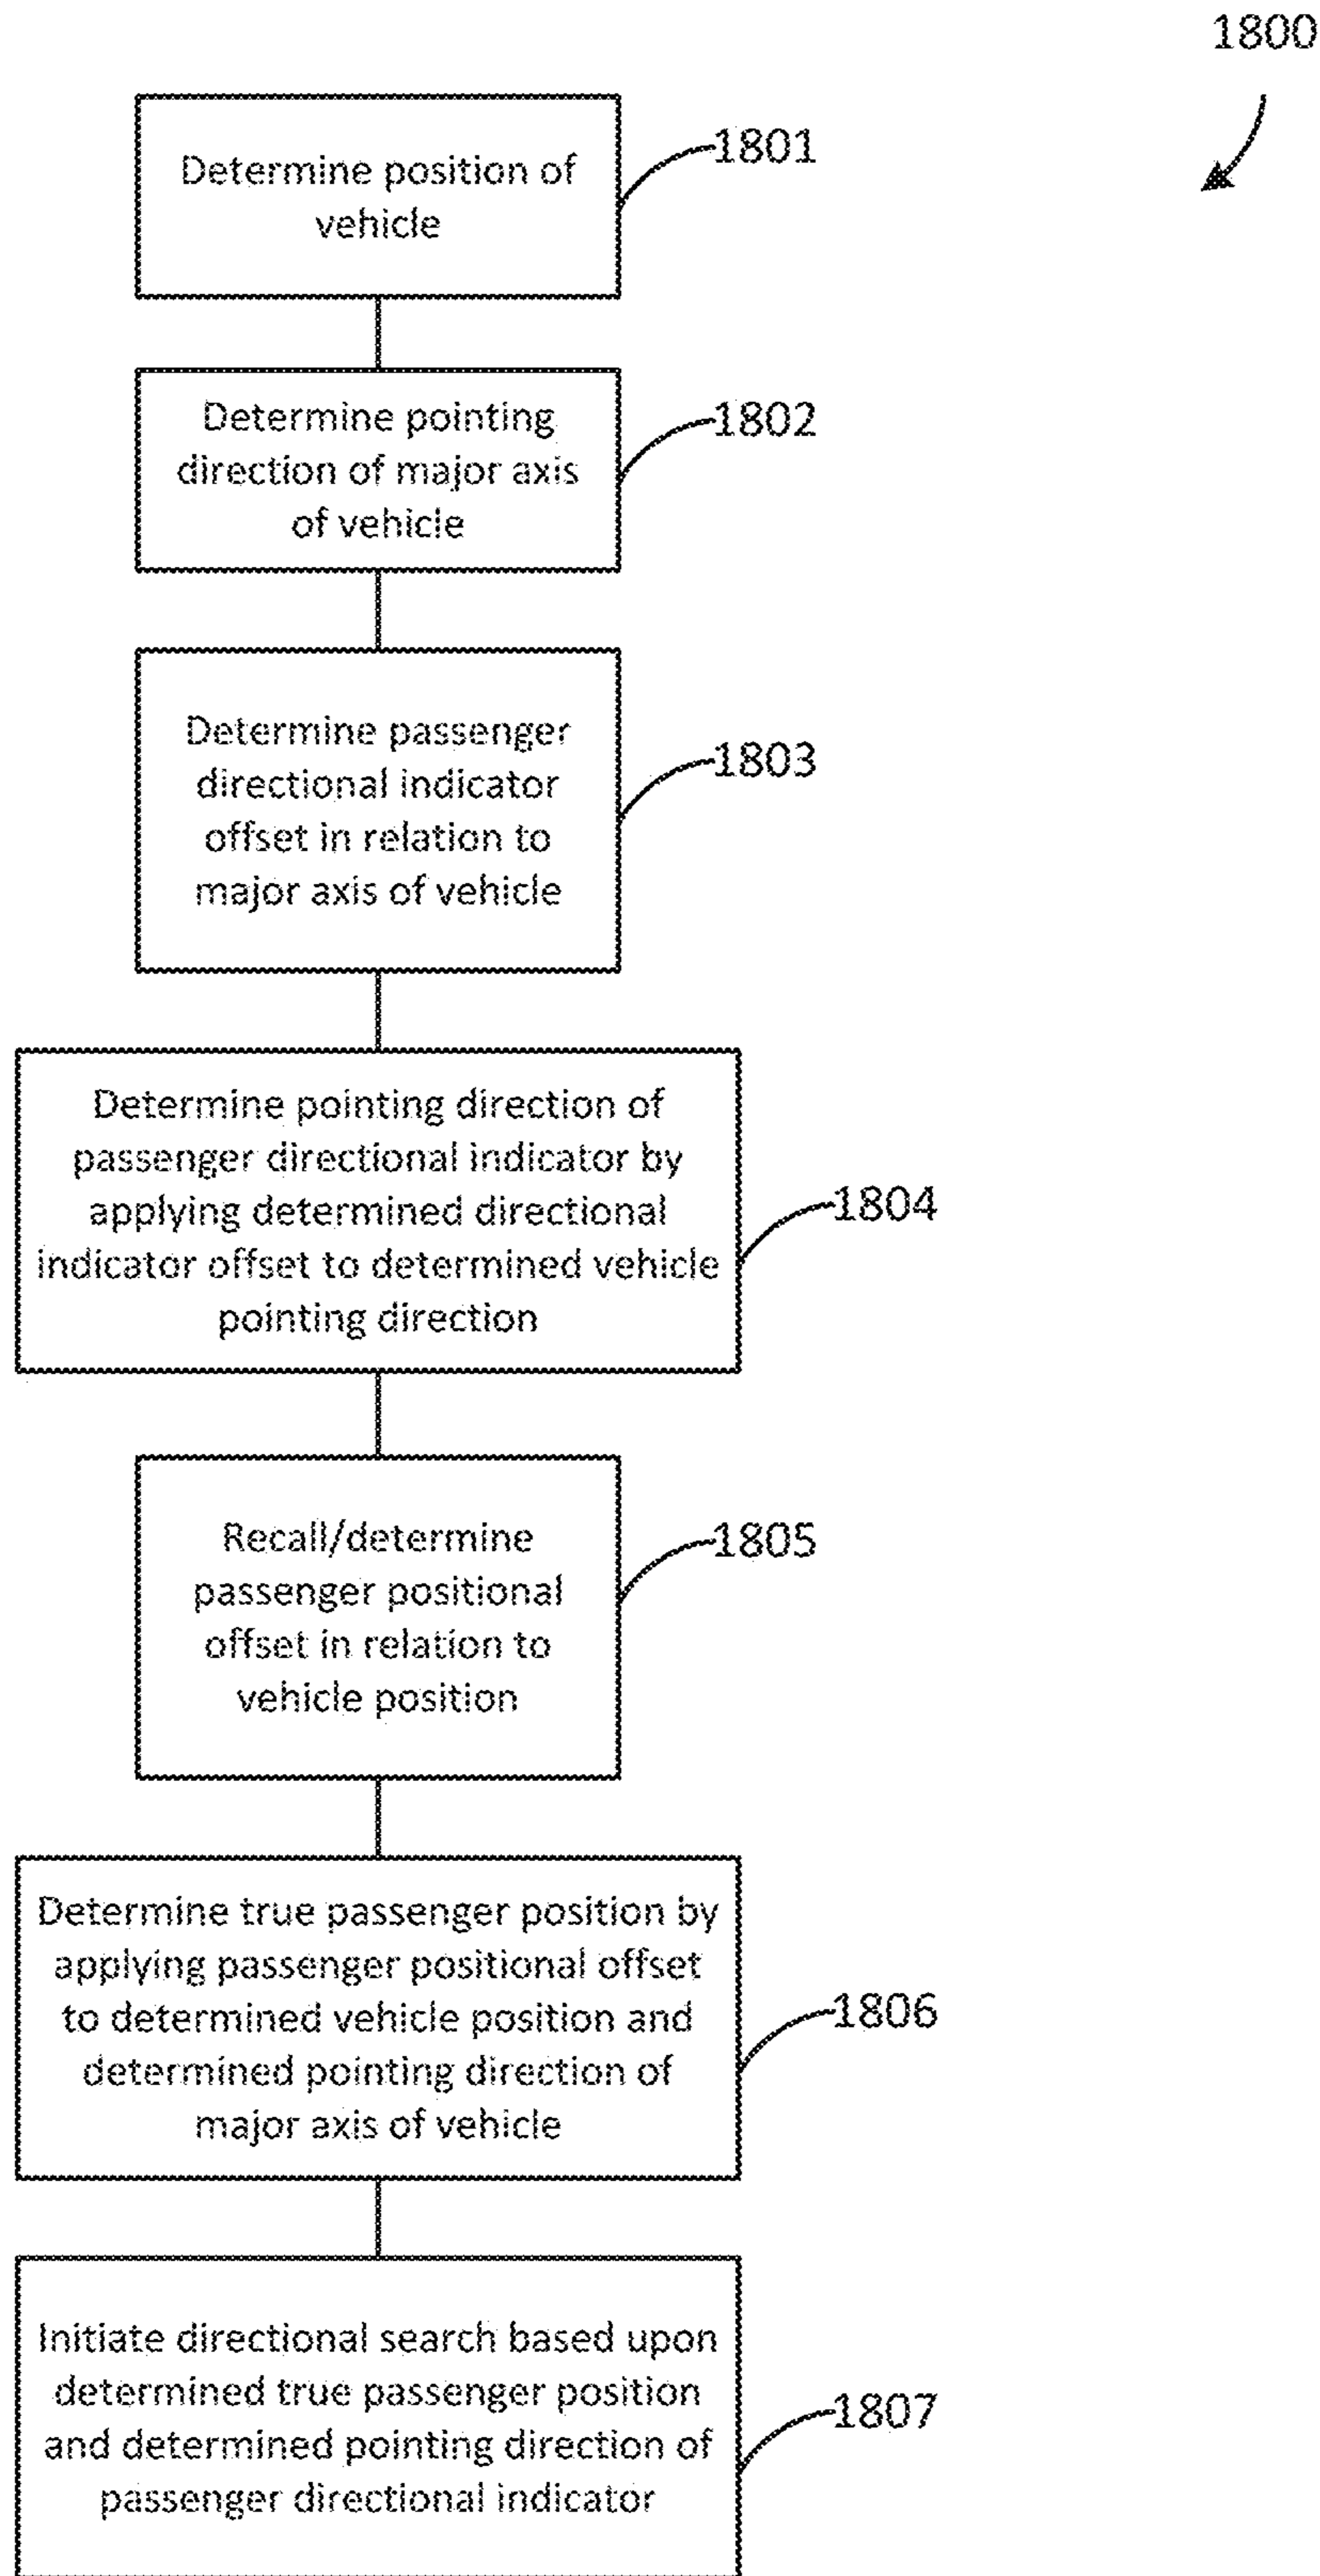 1800
Determine position of
vehicle
1801
Determine pointing
direction of major axis
of vehicle
1802
Determine passenger
directional indicator
offset in relation to
major axis of vehicle
1803
Determine pointing direction of
passenger directional indicator by
applying determined directional
indicator offset to determined vehicle
pointing direction
1804
Recall/determine
passenger positional
offset in relation to
vehicle position
1805
Determine true passenger position by
applying passenger positional offset
to determined vehicle position and
determined pointing direction of
major axis of vehicle
1806
Initiate directional search based upon
determined true passenger position
and determined pointing direction of
passenger directional indicator
1807